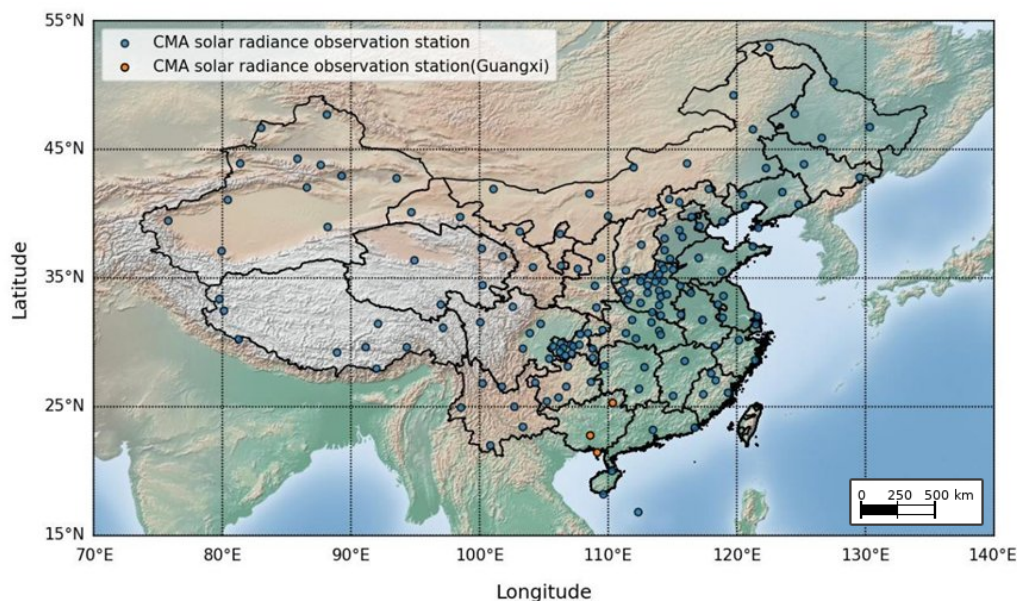 55°N
CMA solar radiance observation station
CMA solar radiance observation station(Guangxi)
45°N
35°N
Latitude
25°N
0 250 500 km
15°N
70°E 80°E 90°E 100°E 110°E 120°E 130°E 140°E
Longitude